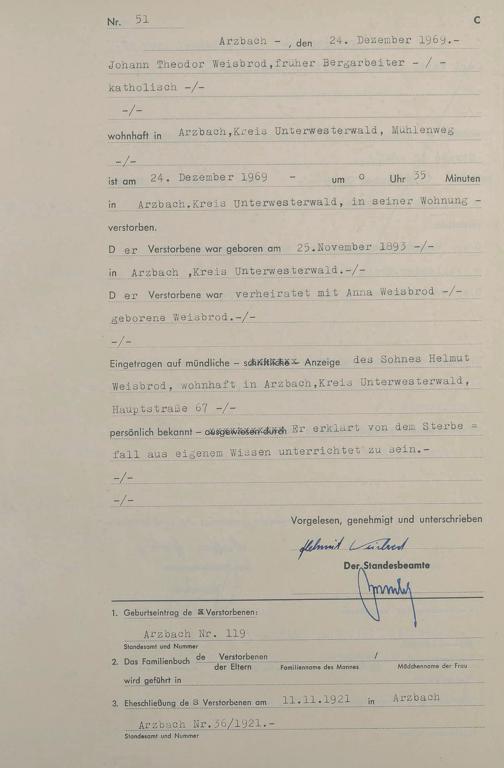 Nr. 51 C
Arzbach - , den 24. Dezember 1969.-
Johann Theodor Weisbrod,fruher Bergarbeiter - / -
katholisch -/-
-/-
wohnhaft in Arzbach,Kreis Unterwesterwald, Muhlenweg
-/-
ist am 24. Dezember 1969 - um 0 Uhr 35 Minuten
in Arzbach.Kreis Unterwesterwald, in seiner Wohnung -
verstorben.
D er Verstorbene war geboren am 25.November 1893 -/-
in Arzbach ,Kreis Unterwesterwald.-/-
D er Verstorbene war verheiratet mit Anna Weisbrod -/-
geborene Weisbrod.-/-
-/-
Eingetragen auf mündliche - schriftliche - Anzeige des Sohnes Helmut
Weisbrod, wohnhaft in Arzbach,Kreis Unterwesterwald,
Hauptstraße 67 -/-
persönlich bekannt - ausgewiesen durch Er erklart von dem Sterbe =
fall aus eigenem Wissen unterrichtet zu sein.-
-/-
-/-
Vorgelesen, genehmigt und unterschrieben
Helmut Weisbrod
Der Standesbeamte
1. Geburtseintrag des Verstorbenen:
Arzbach Nr. 119
Standesamt und Nummer
2. Das Familienbuch de Verstorbenen /
der Eltern Familienname des Mannes Mädchenname der Frau
wird geführt in
3. Eheschließung de s Verstorbenen am 11.11.1921 in Arzbach
Arzbach Nr.36/1921.-
Standesamt und Nummer